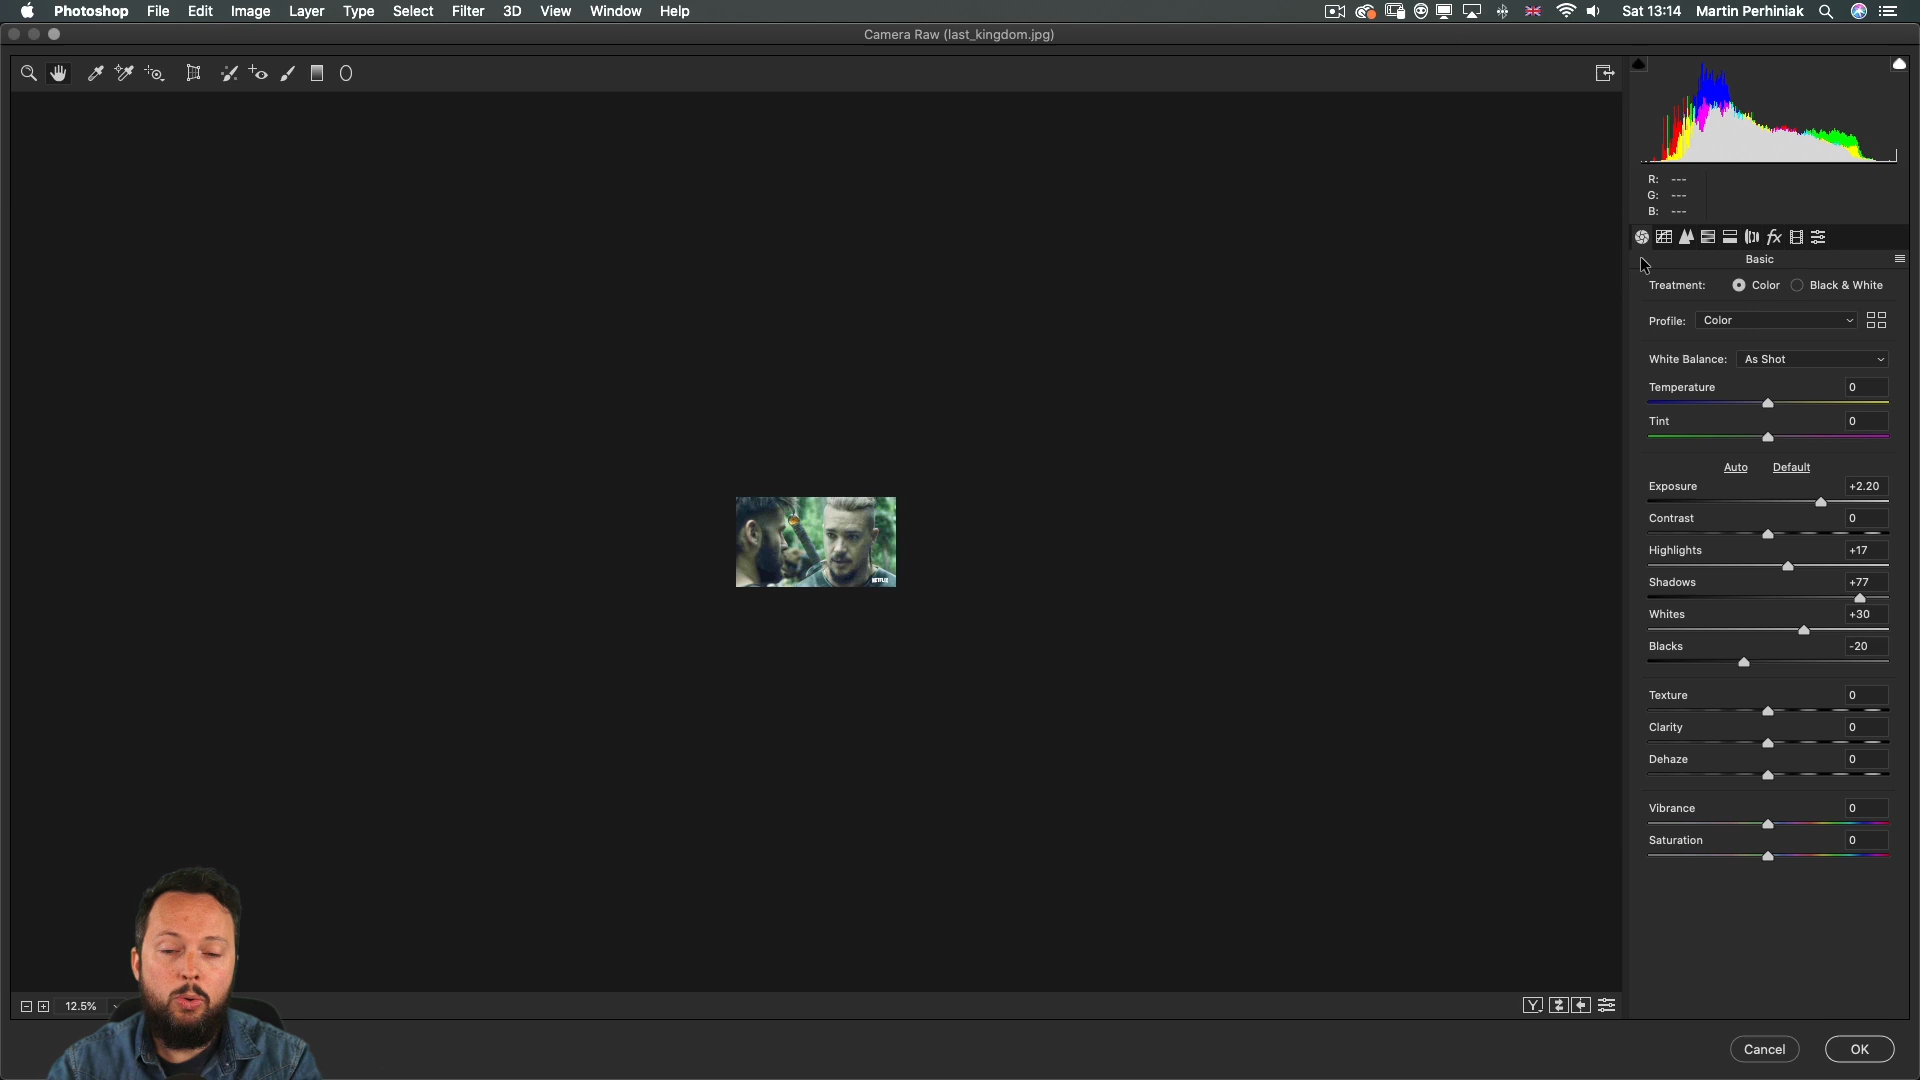 Photoshop File Edit Image Layer Type Select Filter 3D View Window Help Sat 13:14 Martin Perhiniak
Camera Raw (last_kingdom.jpg)
R: ---
G: ---
B: ---
fx
Basic
Treatment: Color Black & White
Profile: Color
White Balance: As Shot
Temperature 0
Tint 0
Auto Default
Exposure +2.20
Contrast 0
Highlights +17
Shadows +77
Whites +30
Blacks -20
Texture 0
Clarity 0
Dehaze 0
Vibrance 0
Saturation 0
NETFLIX
12.5% Y
Cancel OK